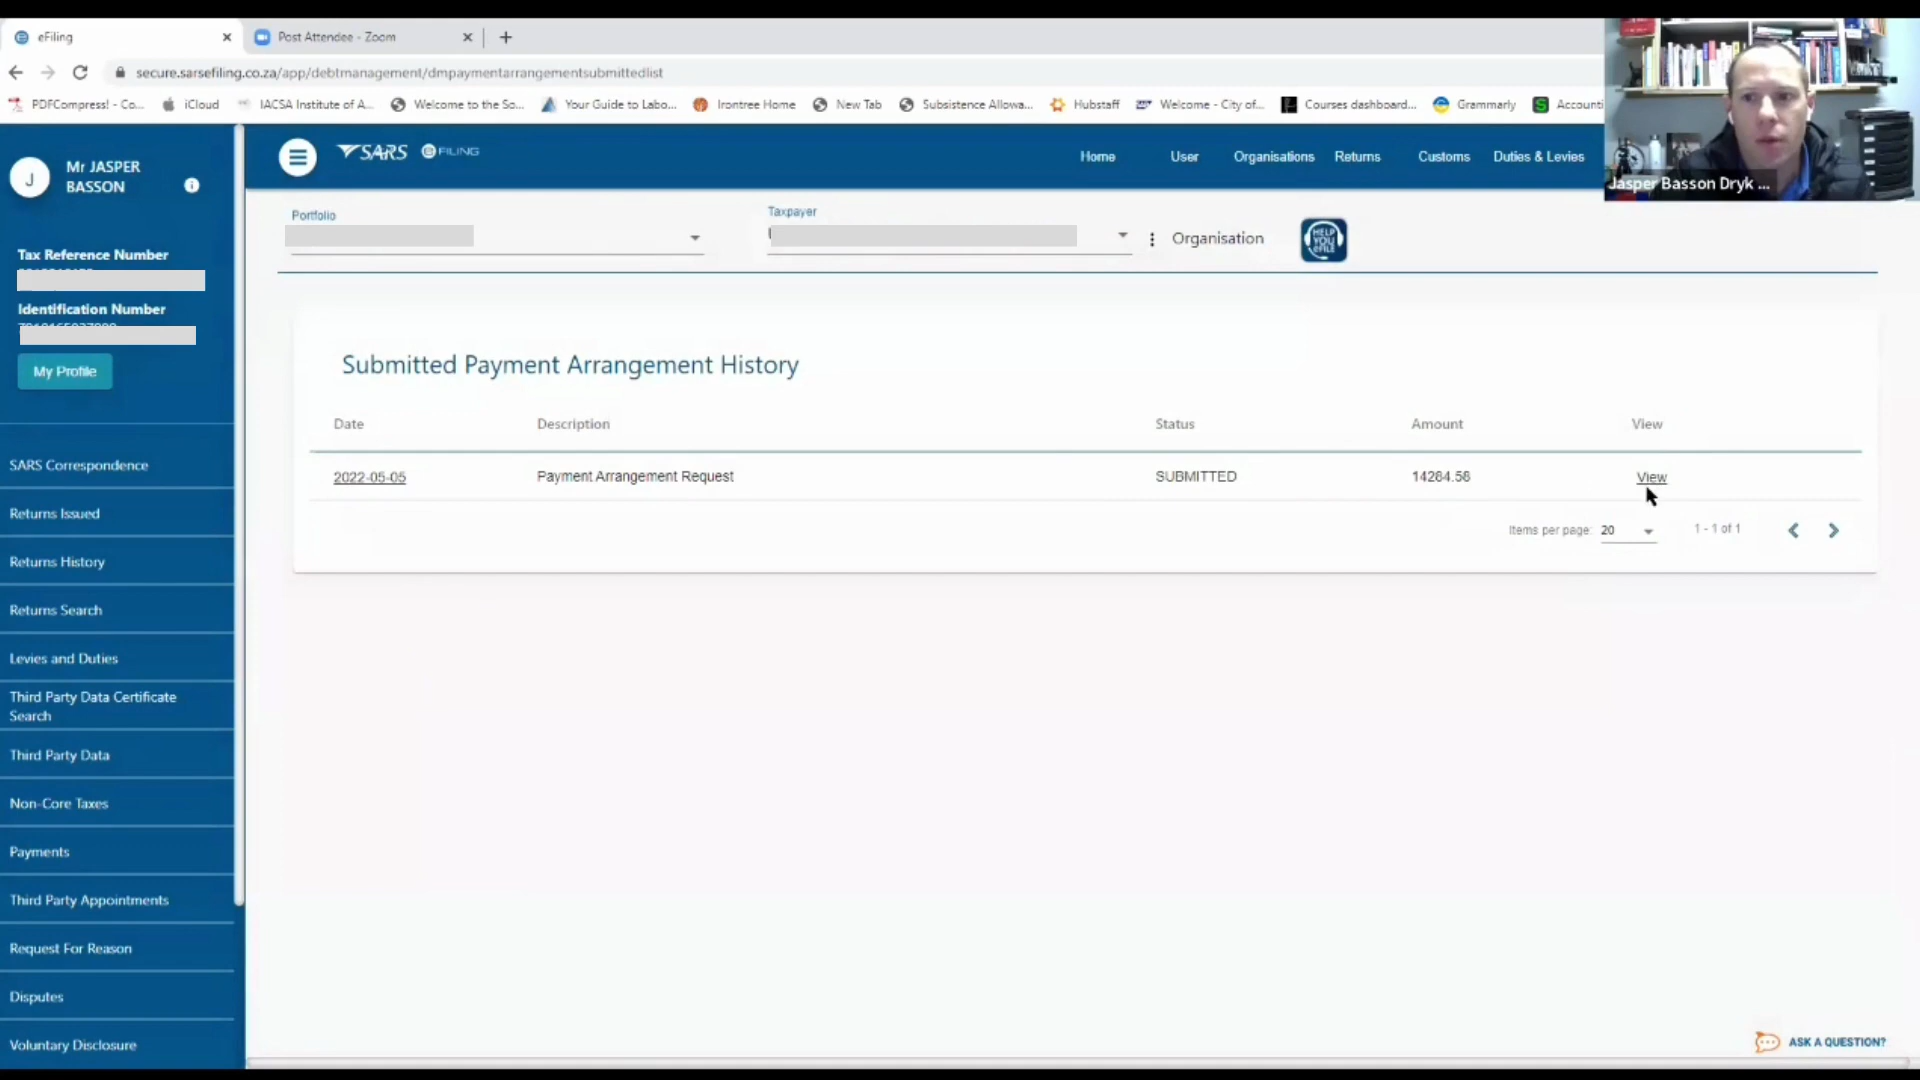 eFiling
Post Attendee - Zoom
secure.sarsefiling.co.za/app/debtmanagement/dmpaymentarrangementsubmittedlist
PDFCompress! - Co... iCloud IACSA Institute of A... Welcome to the So... Your Guide to Labo... Irontree Home New Tab Subsistence Allowa... Hubstaff Welcome - City of... Courses dashboard... Grammarly Accounti
Jasper Basson Dryk ...
J
Mr JASPER
BASSON
Tax Reference Number
Identification Number
My Profile
SARS Correspondence
Returns Issued
Returns History
Returns Search
Levies and Duties
Third Party Data Certificate
Search
Third Party Data
Non-Core Taxes
Payments
Third Party Appointments
Request For Reason
Disputes
Voluntary Disclosure
SARS eFILING
Home User Organisations Returns Customs Duties & Levies
Portfolio
Taxpayer
Organisation
HELP
YOU
eFILE
Submitted Payment Arrangement History
Date Description Status Amount View
2022-05-05 Payment Arrangement Request SUBMITTED 14284.58 View
Items per page: 20 1 - 1 of 1
ASK A QUESTION?